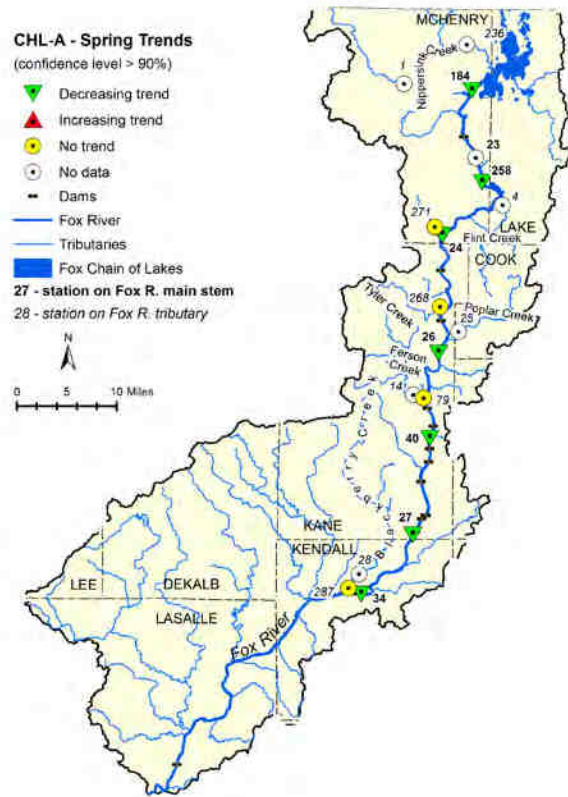 CHL-A - Spring Trends
(confidence level > 90%)
Decreasing trend
Increasing trend
No trend
No data
Dams
Fox River
Tributaries
Fox Chain of Lakes
27 - station on Fox R. main stem
28 - station on Fox R. tributary
N
0 5 10 Miles
MCHENRY
236
1
Nippersink Creek
184
23
258
4
271
LAKE
24
Flint Creek
COOK
268
Tyler Creek
Poplar Creek
25
26
Ferson
Creek
14
79
40
Blackberry Creek
27
KANE
KENDALL
28
LEE
DEKALB
287
34
LASALLE
Fox River